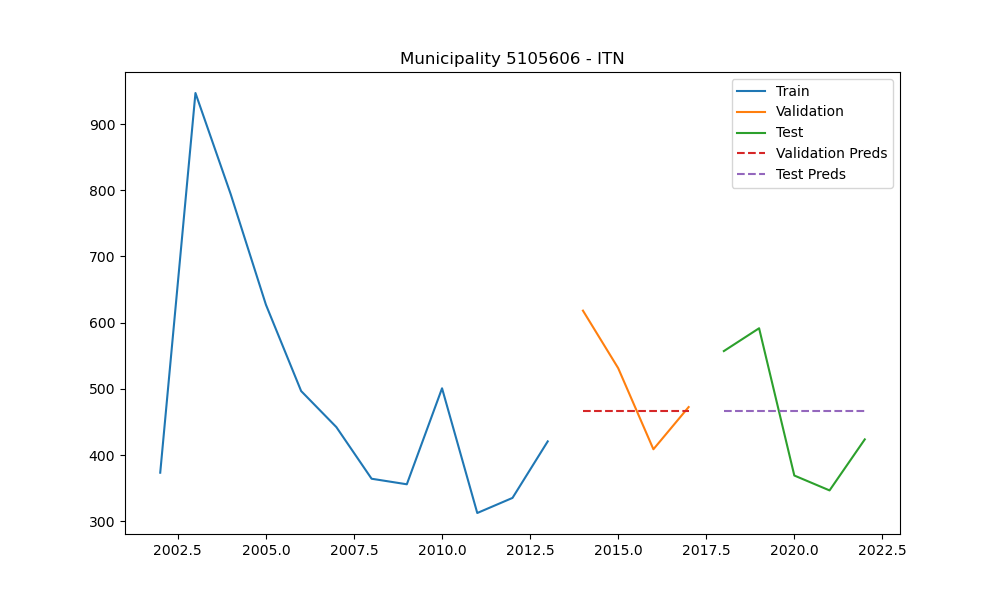 Municipality 5105606 - ITN
Train
Validation
Test
Validation Preds
Test Preds
900
800
700
600
500
400
300
2002.5 2005.0 2007.5 2010.0 2012.5 2015.0 2017.5 2020.0 2022.5